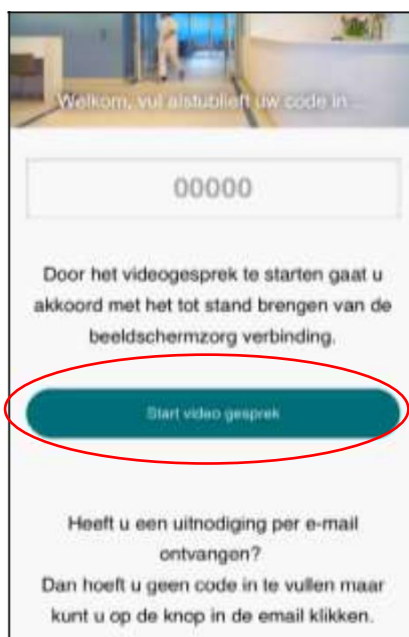 Welkom, vul alstublieft uw code in ...
00000
Door het videogesprek te starten gaat u
akkoord met het tot stand brengen van de
beeldschermzorg verbinding.
Start video gesprek
Heeft u een uitnodiging per e-mail
ontvangen?
Dan hoeft u geen code in te vullen maar
kunt u op de knop in de email klikken.